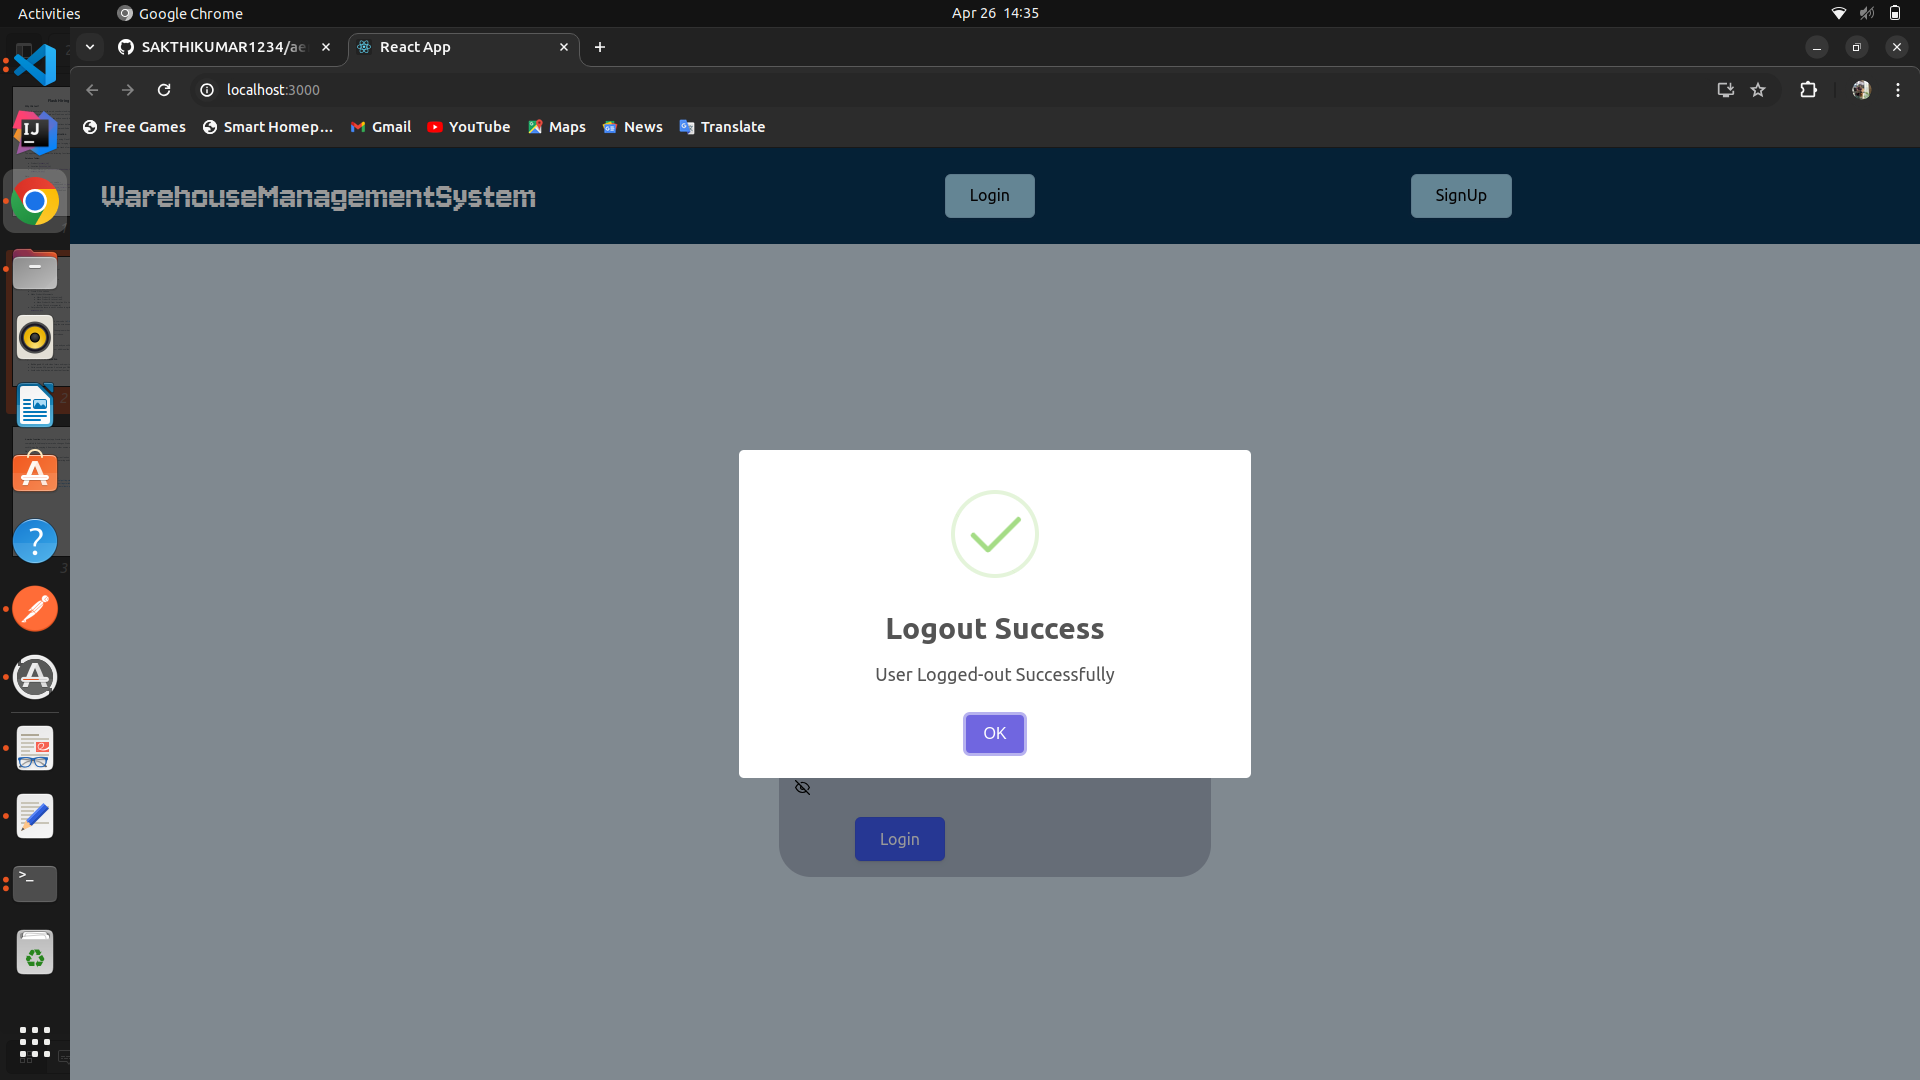 Activities
Google Chrome
Apr 26 14:35
SAKTHIKUMAR1234/ae
React App
localhost:3000
Free Games
Smart Homep...
Gmail
YouTube
Maps
News
Translate
WarehouseManagementSystem
Login
SignUp
Logout Success
User Logged-out Successfully
OK
Login